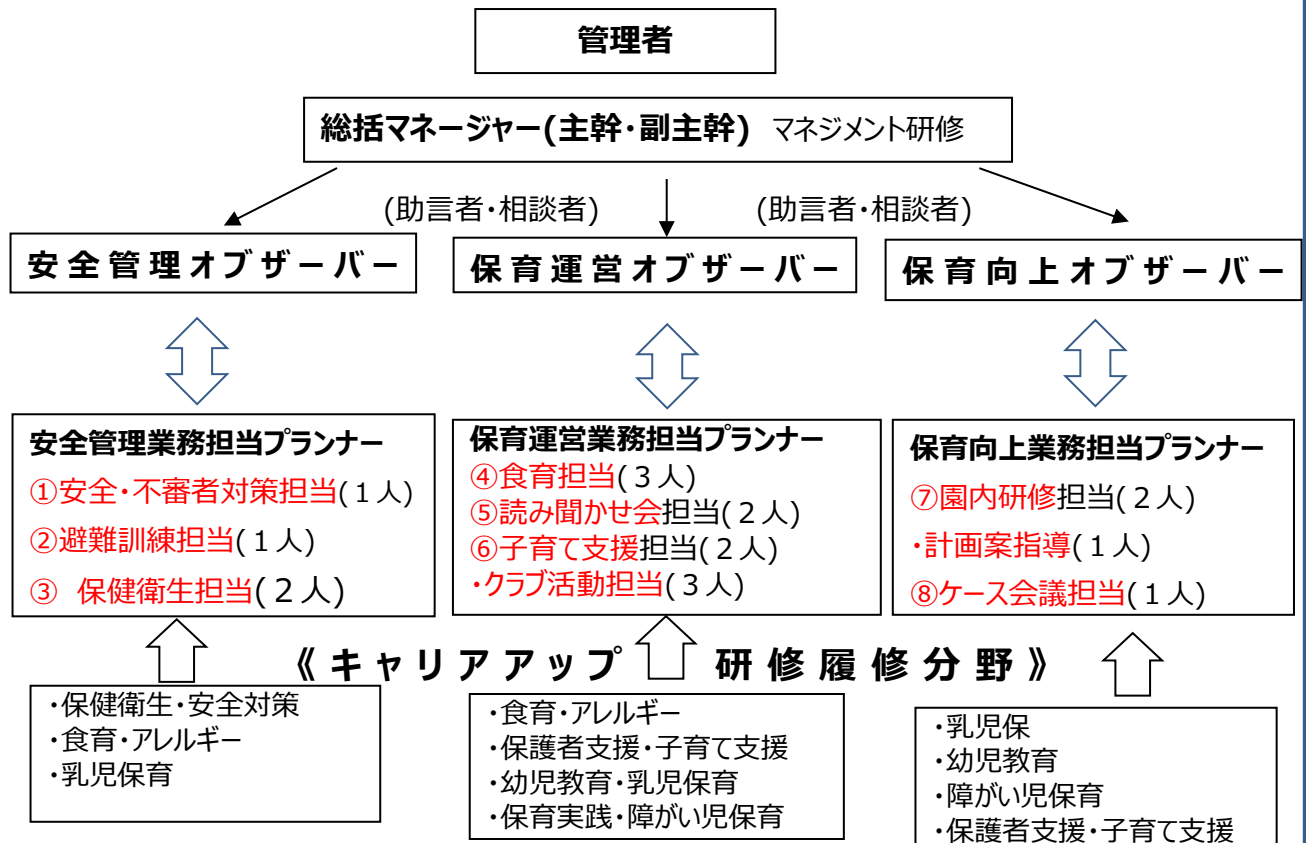 管理者
総括マネージャー(主幹・副主幹) マネジメント研修
(助言者・相談者)
(助言者・相談者)
安全管理オブザーバー
保育運営オブザーバー
保育向上オブザーバー
安全管理業務担当プランナー
①安全・不審者対策担当(1人)
②避難訓練担当(1人)
③ 保健衛生担当(2人)
保育運営業務担当プランナー
④食育担当(3人)
⑤読み聞かせ会担当(2人)
⑥子育て支援担当(2人)
・クラブ活動担当(3人)
保育向上業務担当プランナー
⑦園内研修担当(2人)
・計画案指導(1人)
⑧ケース会議担当(1人)
《キャリアアップ 研修履修分野》
・保健衛生・安全対策
・食育・アレルギー
・乳児保育
・食育・アレルギー
・保護者支援・子育て支援
・幼児教育・乳児保育
・保育実践・障がい児保育
・乳児保
・幼児教育
・障がい児保育
・保護者支援・子育て支援